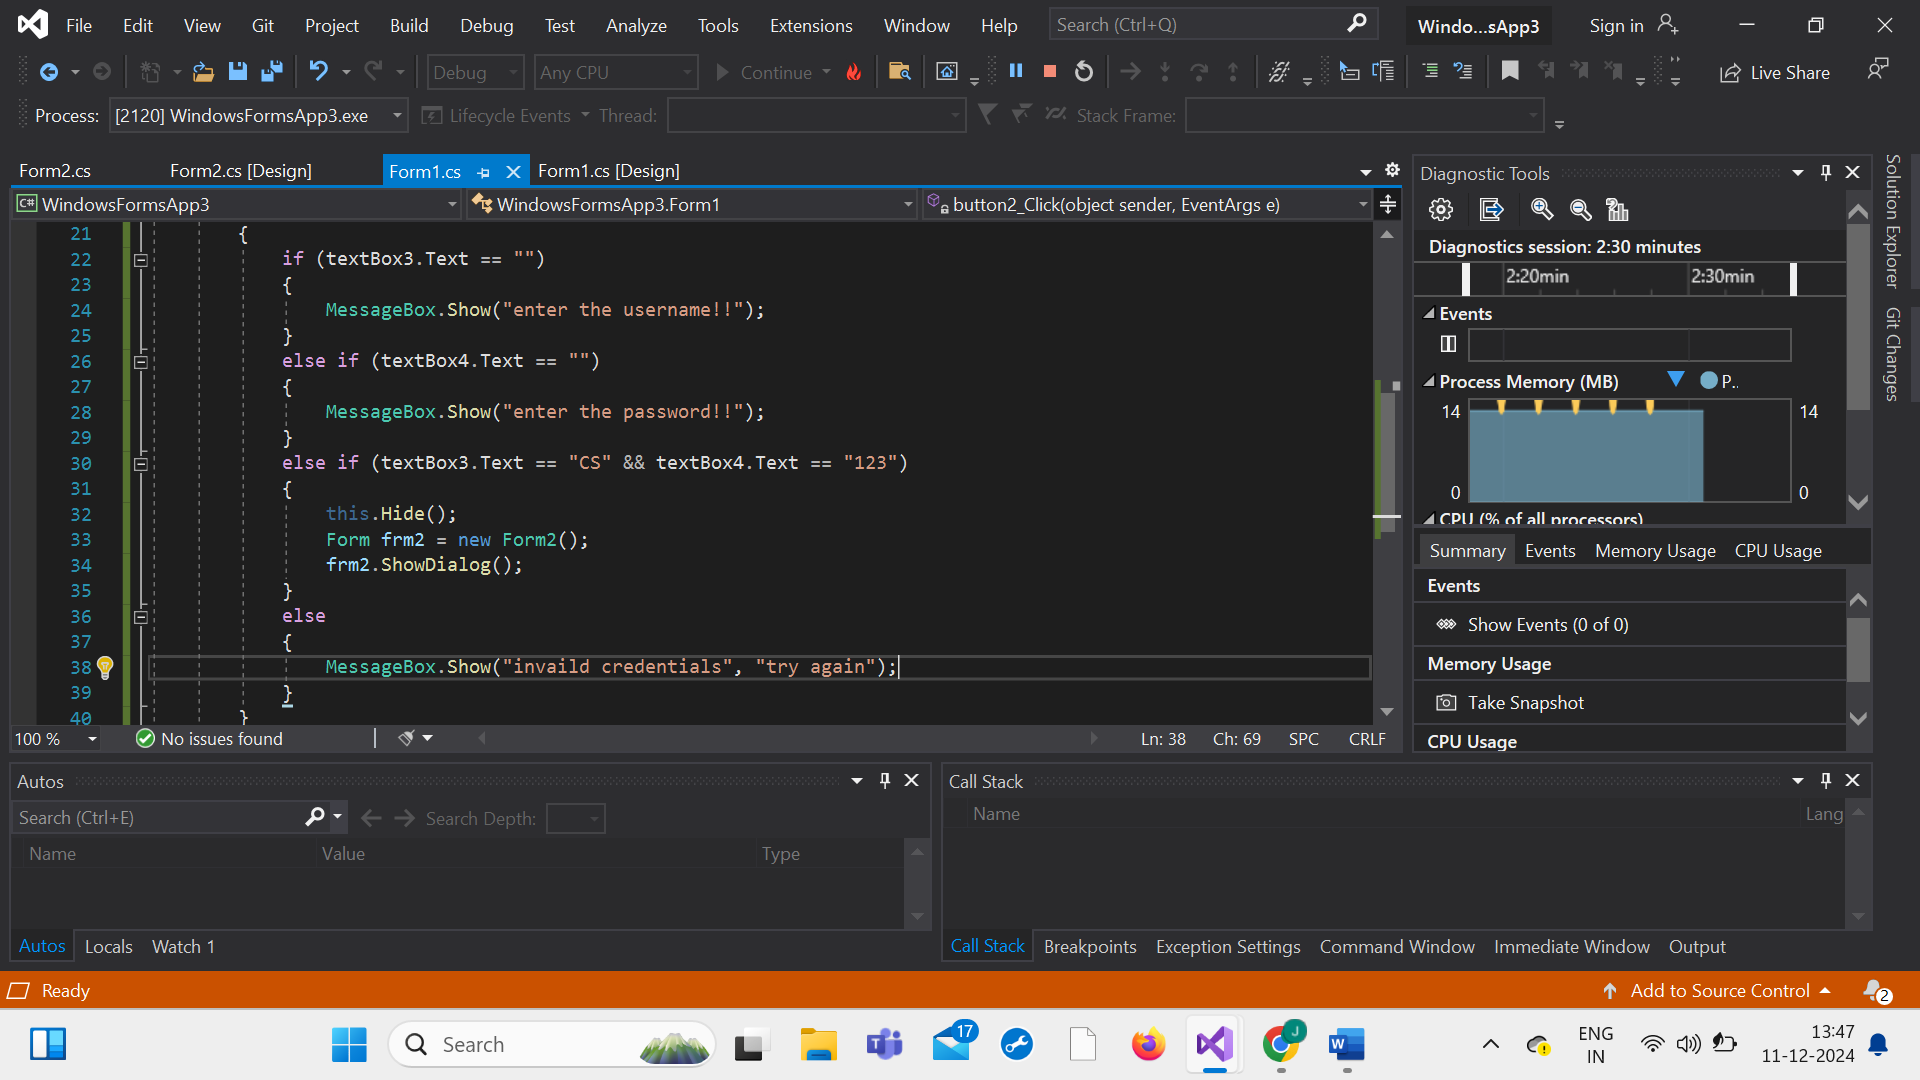 File Edit View Git Project Build Debug Test Analyze Tools Extensions Window Help Search (Ctrl+Q) Windo...sApp3 Sign in
Debug Any CPU Continue Live Share
Process: [2120] WindowsFormsApp3.exe Lifecycle Events Thread: Stack Frame:
Form2.cs Form2.cs [Design] Form1.cs Form1.cs [Design]
C# WindowsFormsApp3 WindowsFormsApp3.Form1 button2_Click(object sender, EventArgs e)
21 {
22 if (textBox3.Text == "")
23 {
24 MessageBox.Show("enter the username!!");
25 }
26 else if (textBox4.Text == "")
27 {
28 MessageBox.Show("enter the password!!");
29 }
30 else if (textBox3.Text == "CS" && textBox4.Text == "123")
31 {
32 this.Hide();
33 Form frm2 = new Form2();
34 frm2.ShowDialog();
35 }
36 else
37 {
38 MessageBox.Show("invaild credentials", "try again");
39 }
40 }
100 % No issues found Ln: 38 Ch: 69 SPC CRLF
Diagnostic Tools
Diagnostics session: 2:30 minutes
2:20min 2:30min
Events
Process Memory (MB) P..
14 14
0 0
CPU (% of all processors)
Summary Events Memory Usage CPU Usage
Events
Show Events (0 of 0)
Memory Usage
Take Snapshot
CPU Usage
Solution Explorer
Git Changes
Autos
Search (Ctrl+E) Search Depth:
Name Value Type
Autos Locals Watch 1
Call Stack
Name Lang
Call Stack Breakpoints Exception Settings Command Window Immediate Window Output
Ready Add to Source Control 2
Search 17 J ENG
IN
13:47
11-12-2024